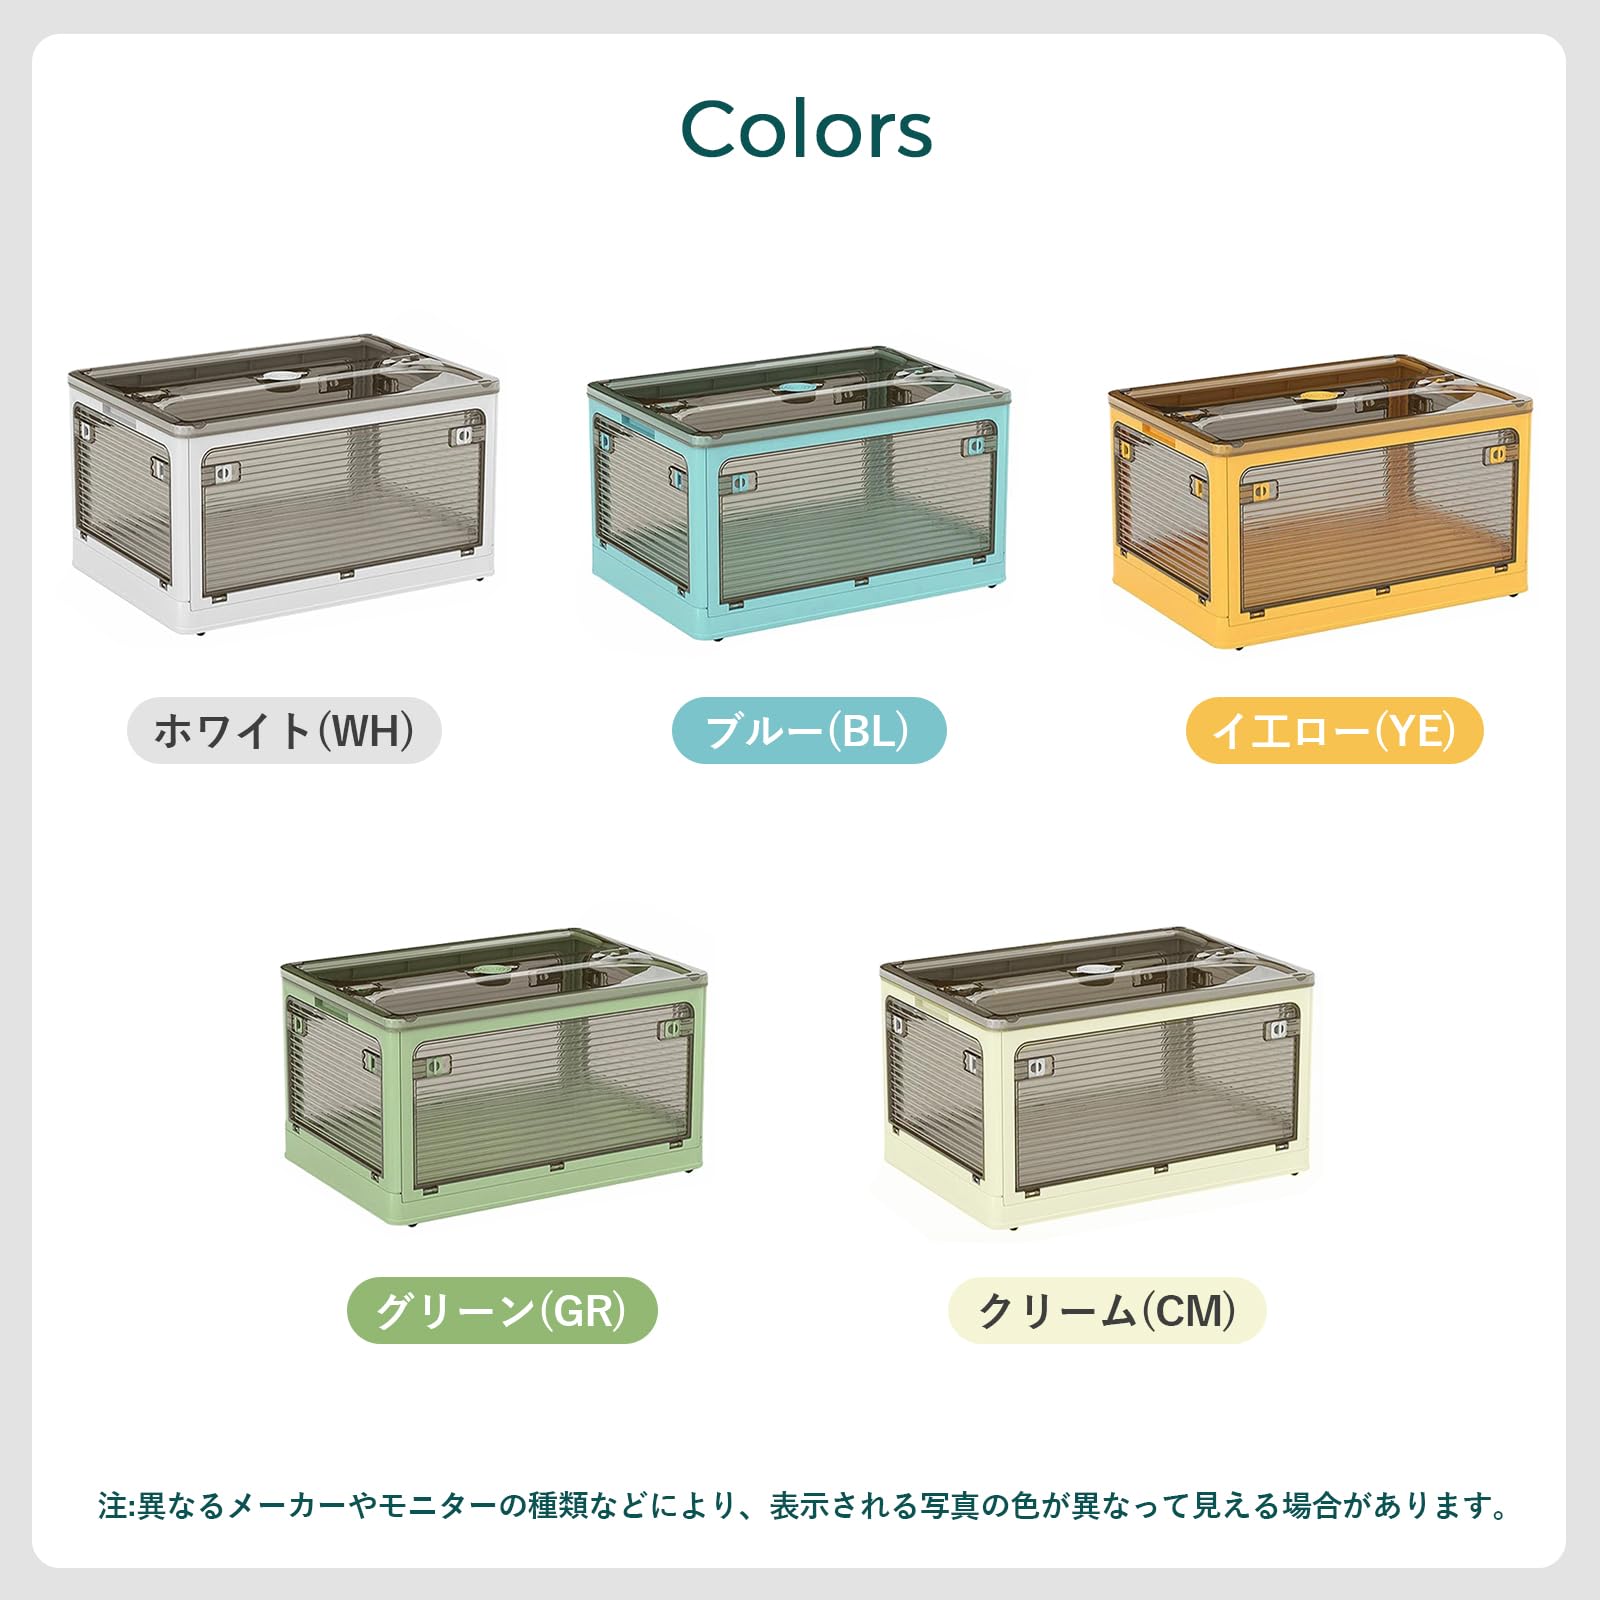 Colors
ホワイト(WH)
ブルー(BL)
イエロー(YE)
グリーン(GR)
クリーム(CM)
注:異なるメーカーやモニターの種類などにより、表示される写真の色が異なって見える場合があります。